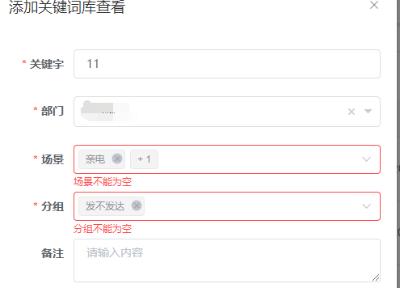 添加关键词库查看
* 关键字 11
* 部门
* 场景 亲电 + 1
场景不能为空
* 分组 发不发达
分组不能为空
备注 请输入内容